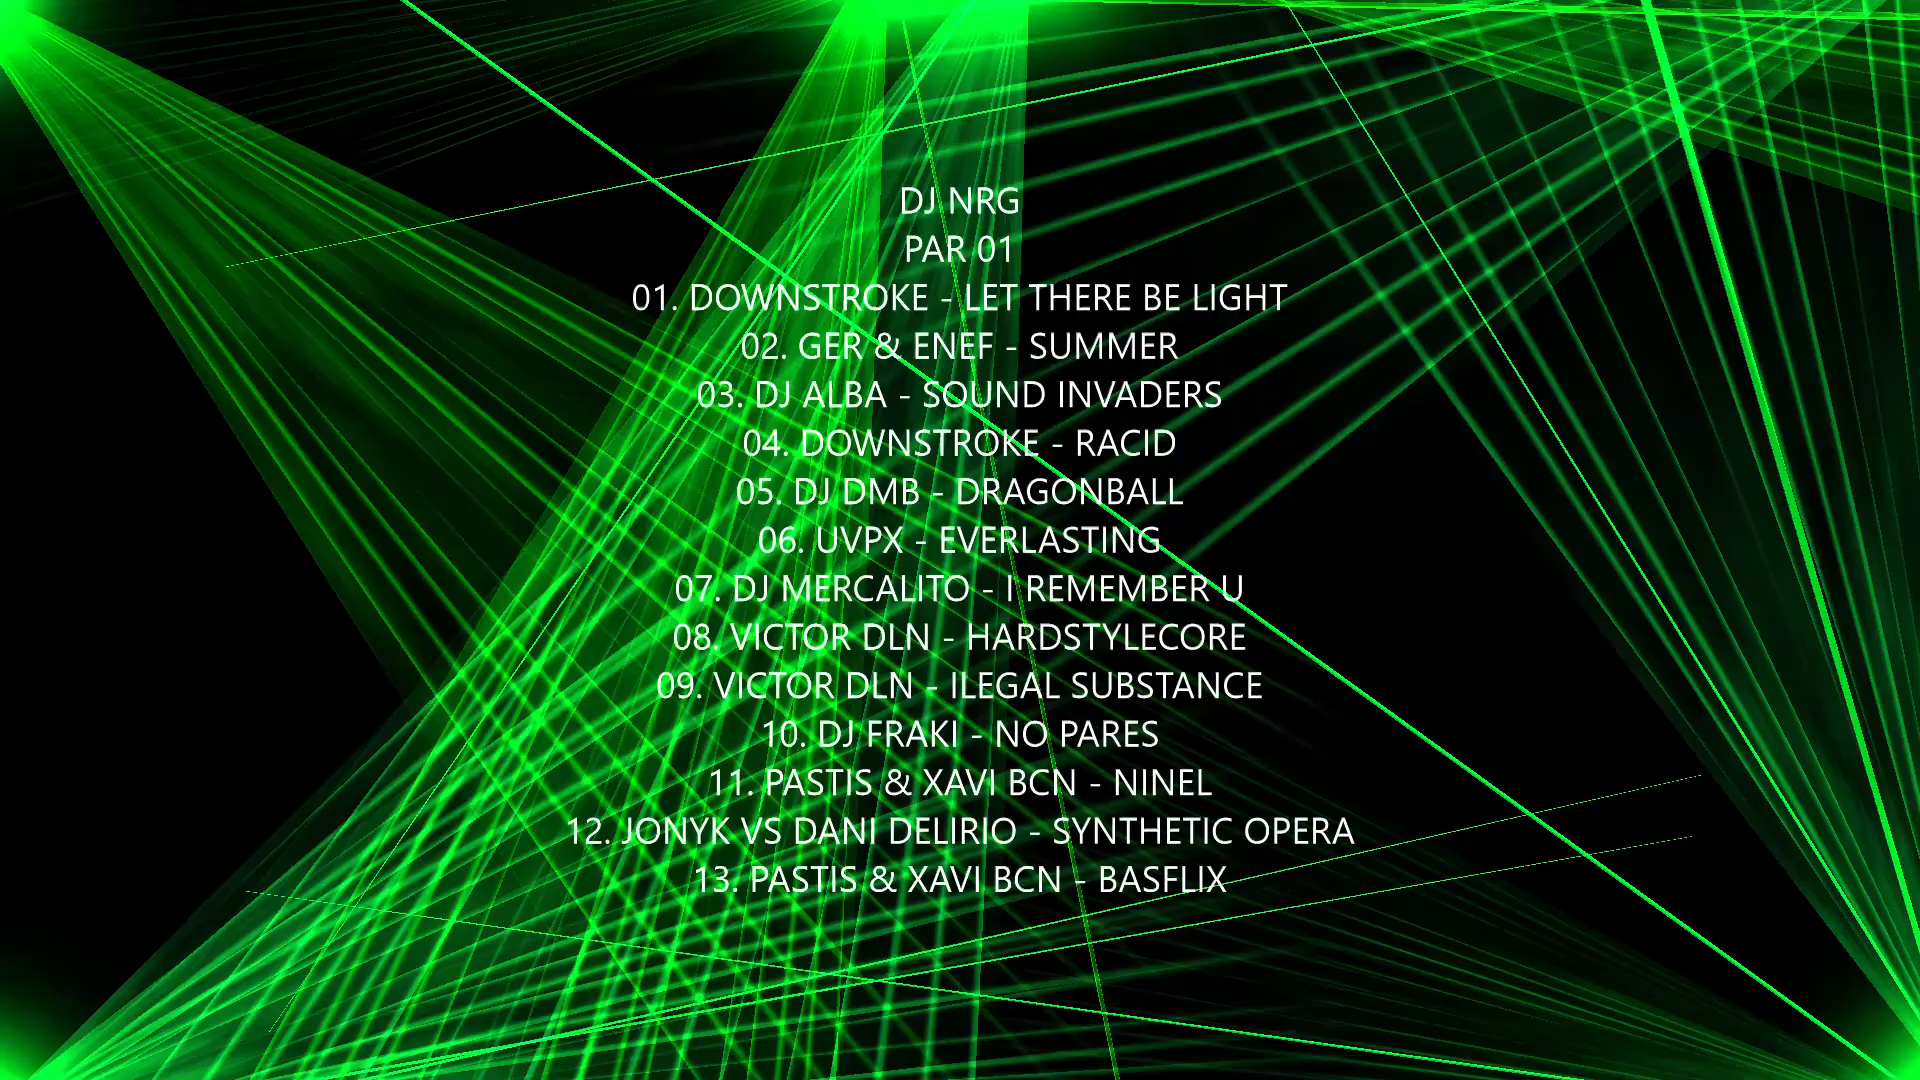 DJ NRG
PAR 01
01. DOWNSTROKE - LET THERE BE LIGHT
02. GER & ENEF - SUMMER
03. DJ ALBA - SOUND INVADERS
04. DOWNSTROKE - RACID
05. DJ DMB - DRAGONBALL
06. UVPX - EVERLASTING
07. DJ MERCALITO - I REMEMBER U
08. VICTOR DLN - HARDSTYLECORE
09. VICTOR DLN - ILEGAL SUBSTANCE
10. DJ FRAKI - NO PARES
11. PASTIS & XAVI BCN - NINEL
12. JONYK VS DANI DELIRIO - SYNTHETIC OPERA
13. PASTIS & XAVI BCN - BASFLIX